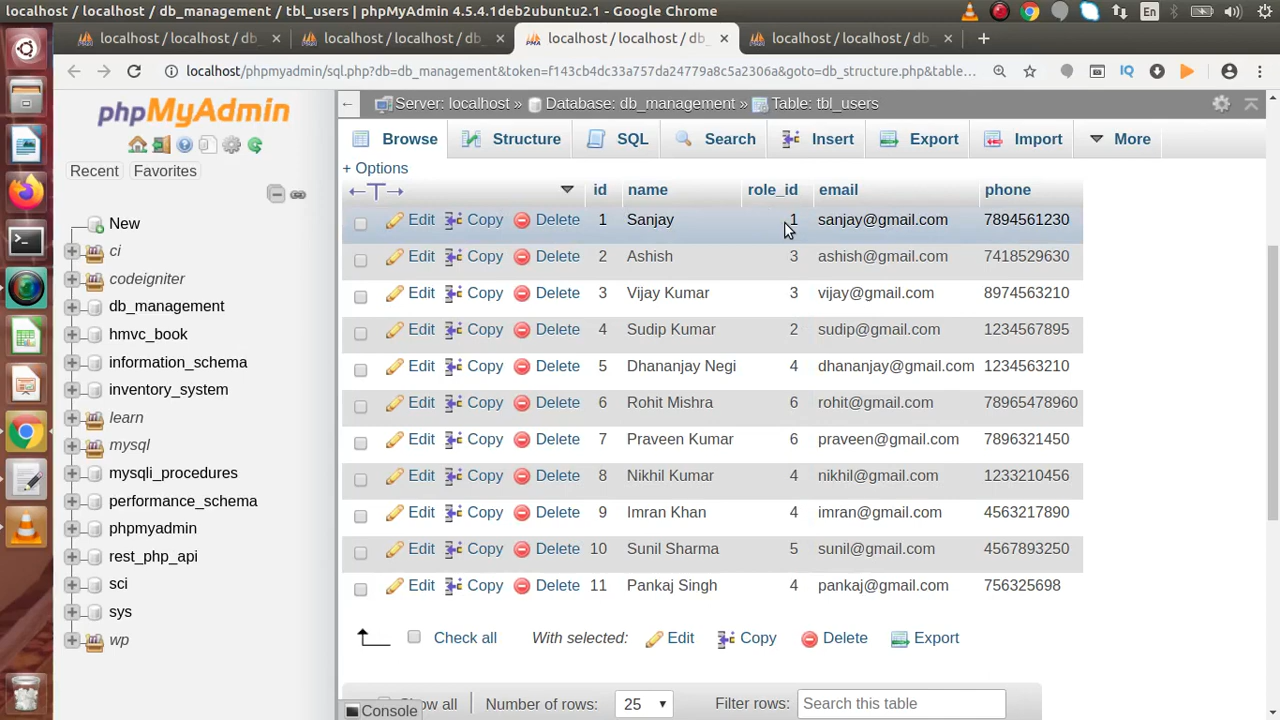 localhost / localhost / db_management / tbl_users | phpMyAdmin 4.5.4.1deb2ubuntu2.1 - Google Chrome
En
localhost / localhost / db_ × localhost / localhost / db_ × localhost / localhost / db_ × localhost / localhost / db_ × +
localhost/phpmyadmin/sql.php?db=db_management&token=f143cb4dc33a757da24779a8c5a2306a&goto=db_structure.php&table…
IQ
phpMyAdmin
Recent Favorites
New
ci
codeigniter
db_management
hmvc_book
information_schema
inventory_system
learn
mysql
mysqli_procedures
performance_schema
phpmyadmin
rest_php_api
sci
sys
wp
Server: localhost » Database: db_management » Table: tbl_users
Browse Structure SQL Search Insert Export Import More
+ Options
←T→ id name role_id email phone
Edit Copy Delete 1 Sanjay 1 sanjay@gmail.com 7894561230
Edit Copy Delete 2 Ashish 3 ashish@gmail.com 7418529630
Edit Copy Delete 3 Vijay Kumar 3 vijay@gmail.com 8974563210
Edit Copy Delete 4 Sudip Kumar 2 sudip@gmail.com 1234567895
Edit Copy Delete 5 Dhananjay Negi 4 dhananjay@gmail.com 1234563210
Edit Copy Delete 6 Rohit Mishra 6 rohit@gmail.com 78965478960
Edit Copy Delete 7 Praveen Kumar 6 praveen@gmail.com 7896321450
Edit Copy Delete 8 Nikhil Kumar 4 nikhil@gmail.com 1233210456
Edit Copy Delete 9 Imran Khan 4 imran@gmail.com 4563217890
Edit Copy Delete 10 Sunil Sharma 5 sunil@gmail.com 4567893250
Edit Copy Delete 11 Pankaj Singh 4 pankaj@gmail.com 756325698
Check all With selected: Edit Copy Delete Export
Show all Number of rows: 25 Filter rows: Search this table
Console